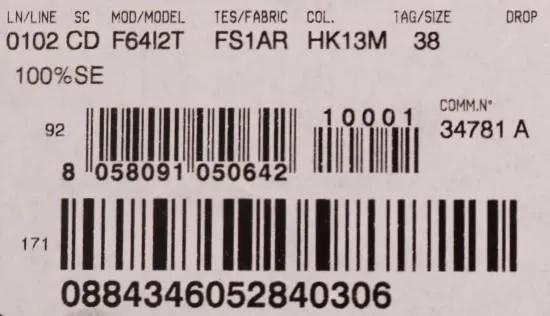 LN/LINE SC MOD/MODEL TES/FABRIC COL. TAG/SIZE DROP
0102 CD F64I2T FS1AR HK13M 38
100%SE
COMM.N°
34781 A
10001
92
8 058091 050642
171
0884346052840306